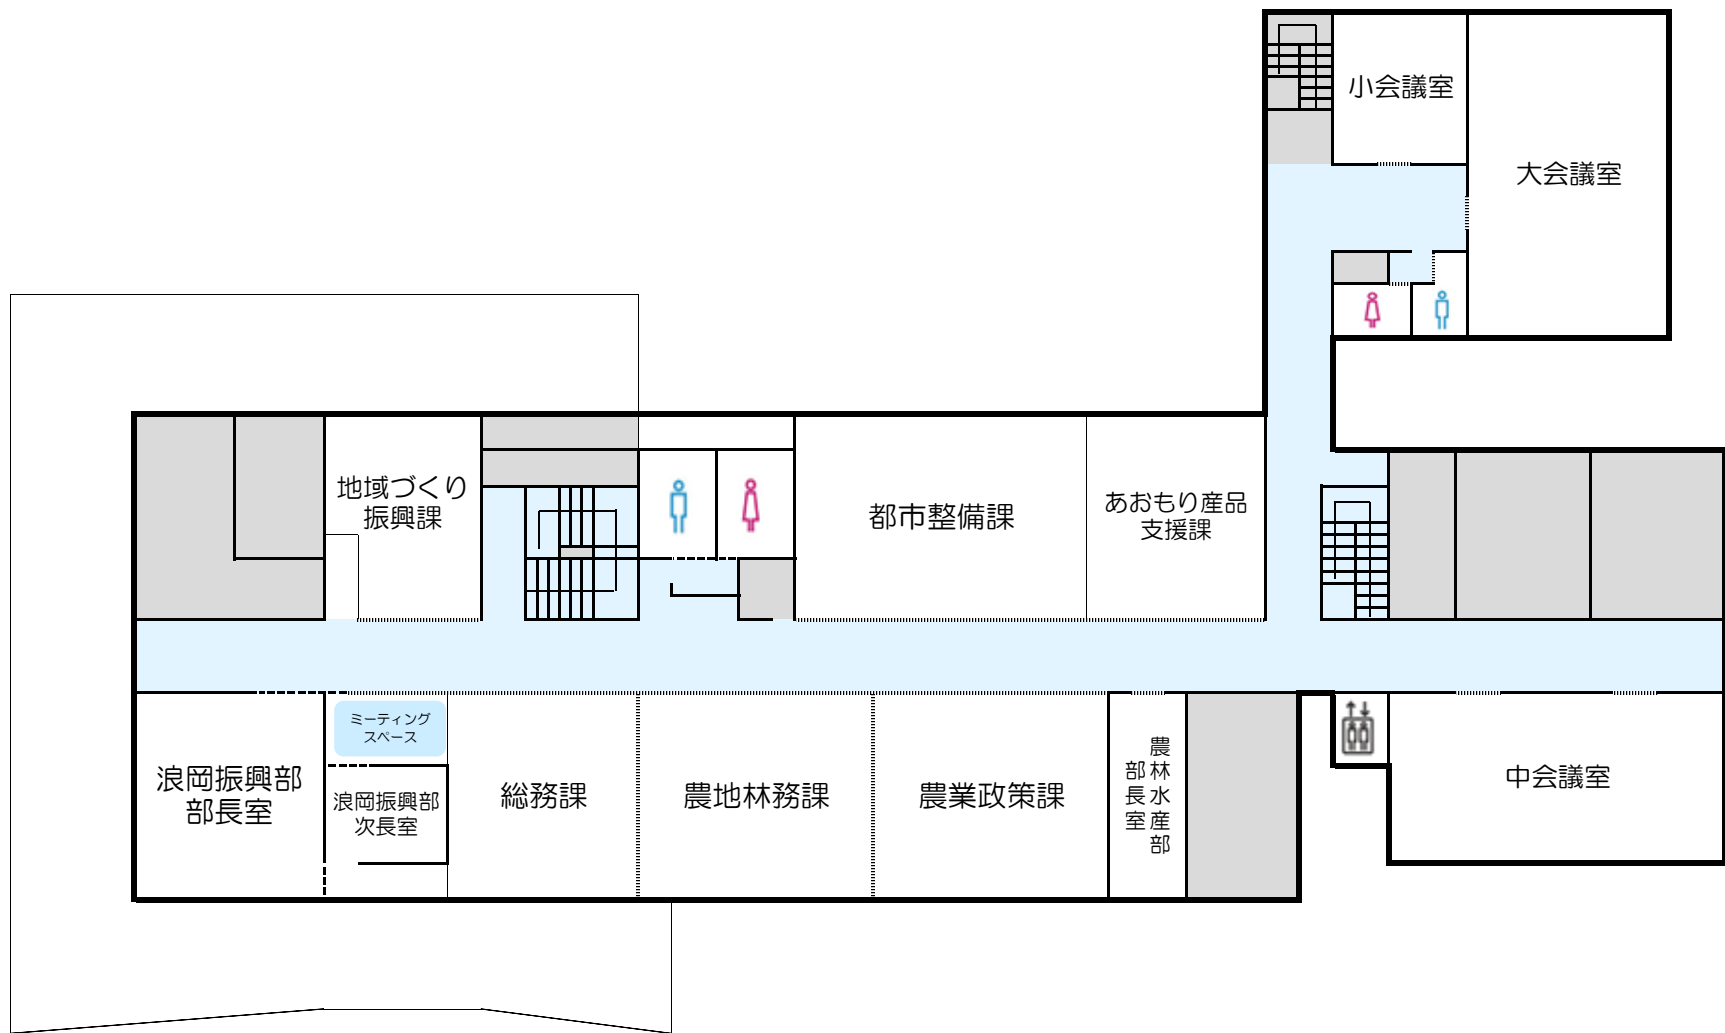 小会議室
大会議室
地域づくり
振興課
都市整備課
あおもり産品
支援課
ミーティング
スペース
浪岡振興部
部長室
浪岡振興部
次長室
総務課
農地林務課
農業政策課
農林水産部
部長室
中会議室